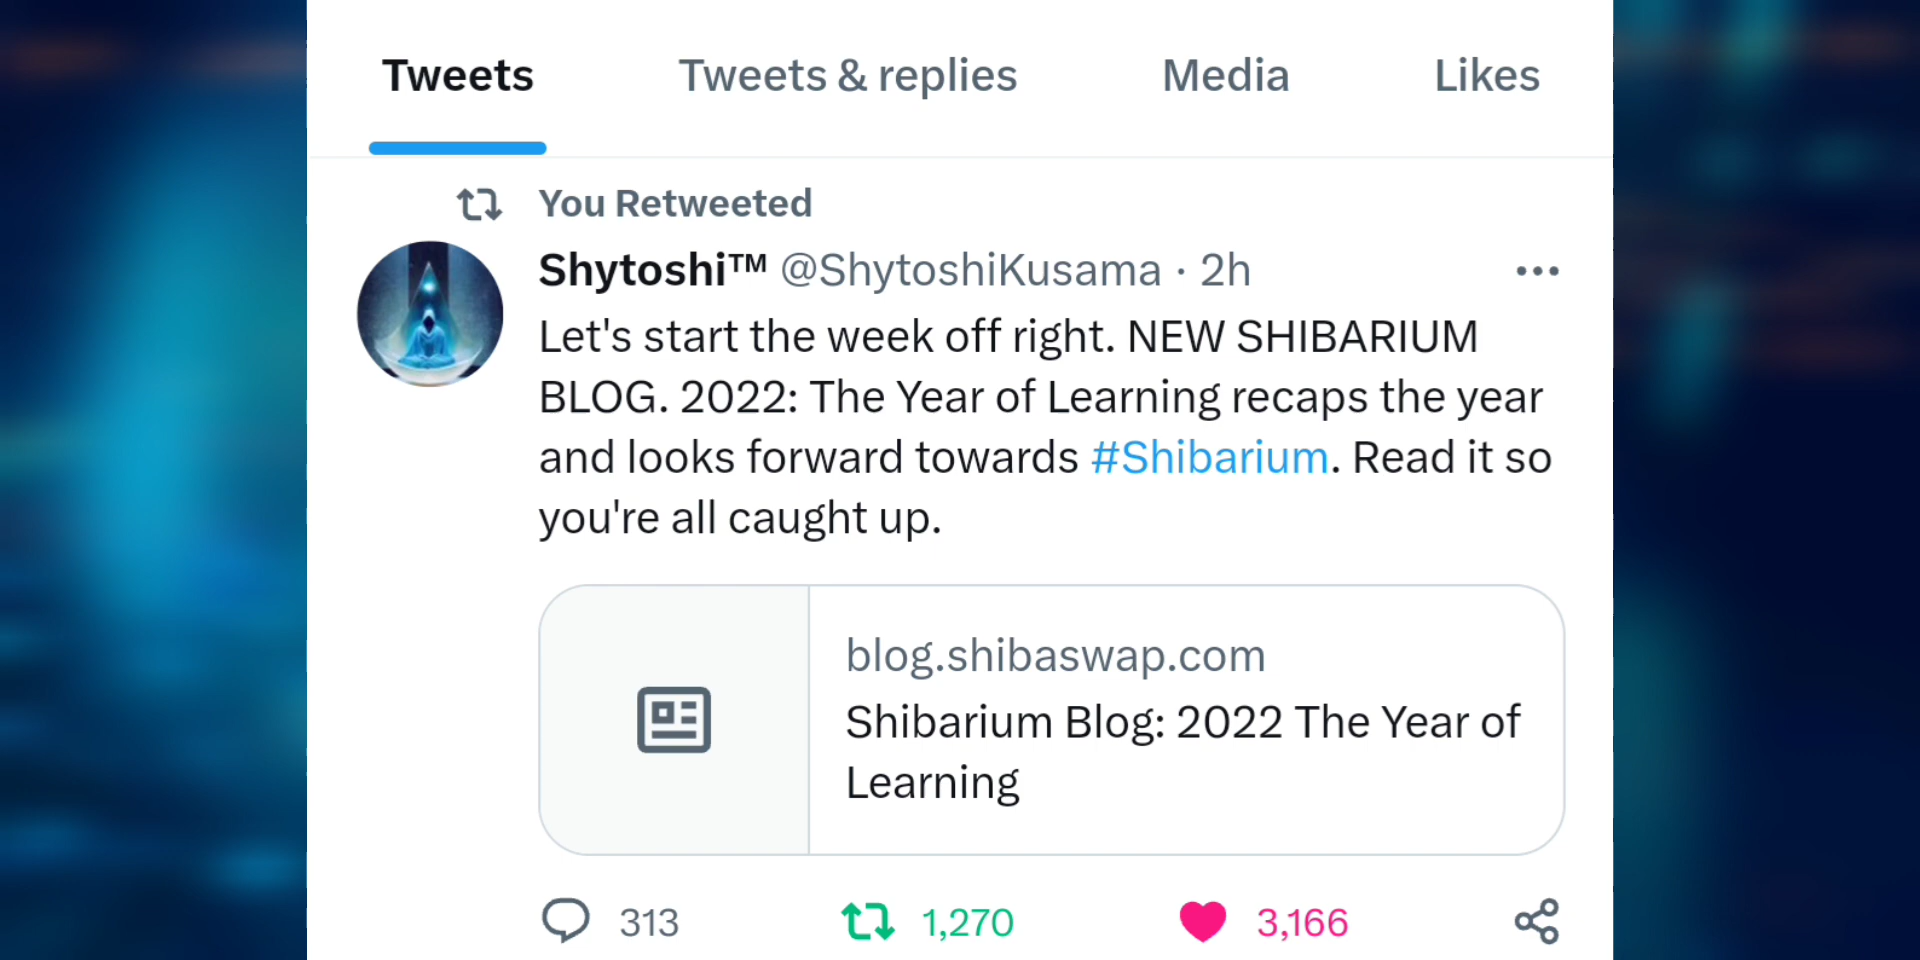 Tweets Tweets & replies Media Likes
You Retweeted
Shytoshi™ @ShytoshiKusama · 2h
Let's start the week off right. NEW SHIBARIUM
BLOG. 2022: The Year of Learning recaps the year
and looks forward towards #Shibarium. Read it so
you're all caught up.
blog.shibaswap.com
Shibarium Blog: 2022 The Year of
Learning
313 1,270 3,166